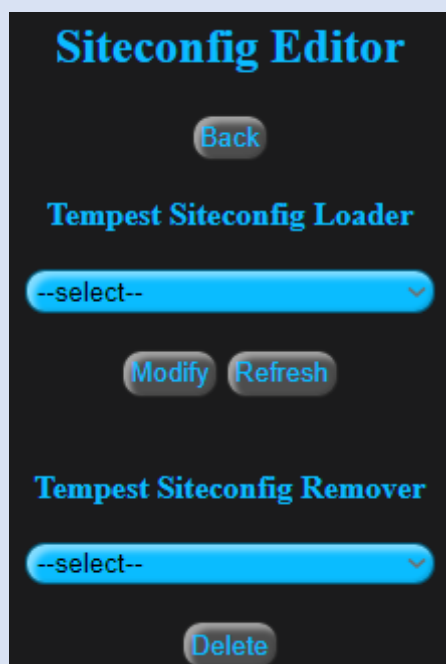 Siteconfig Editor
Back
Tempest Siteconfig Loader
--select--
Modify Refresh
Tempest Siteconfig Remover
--select--
Delete